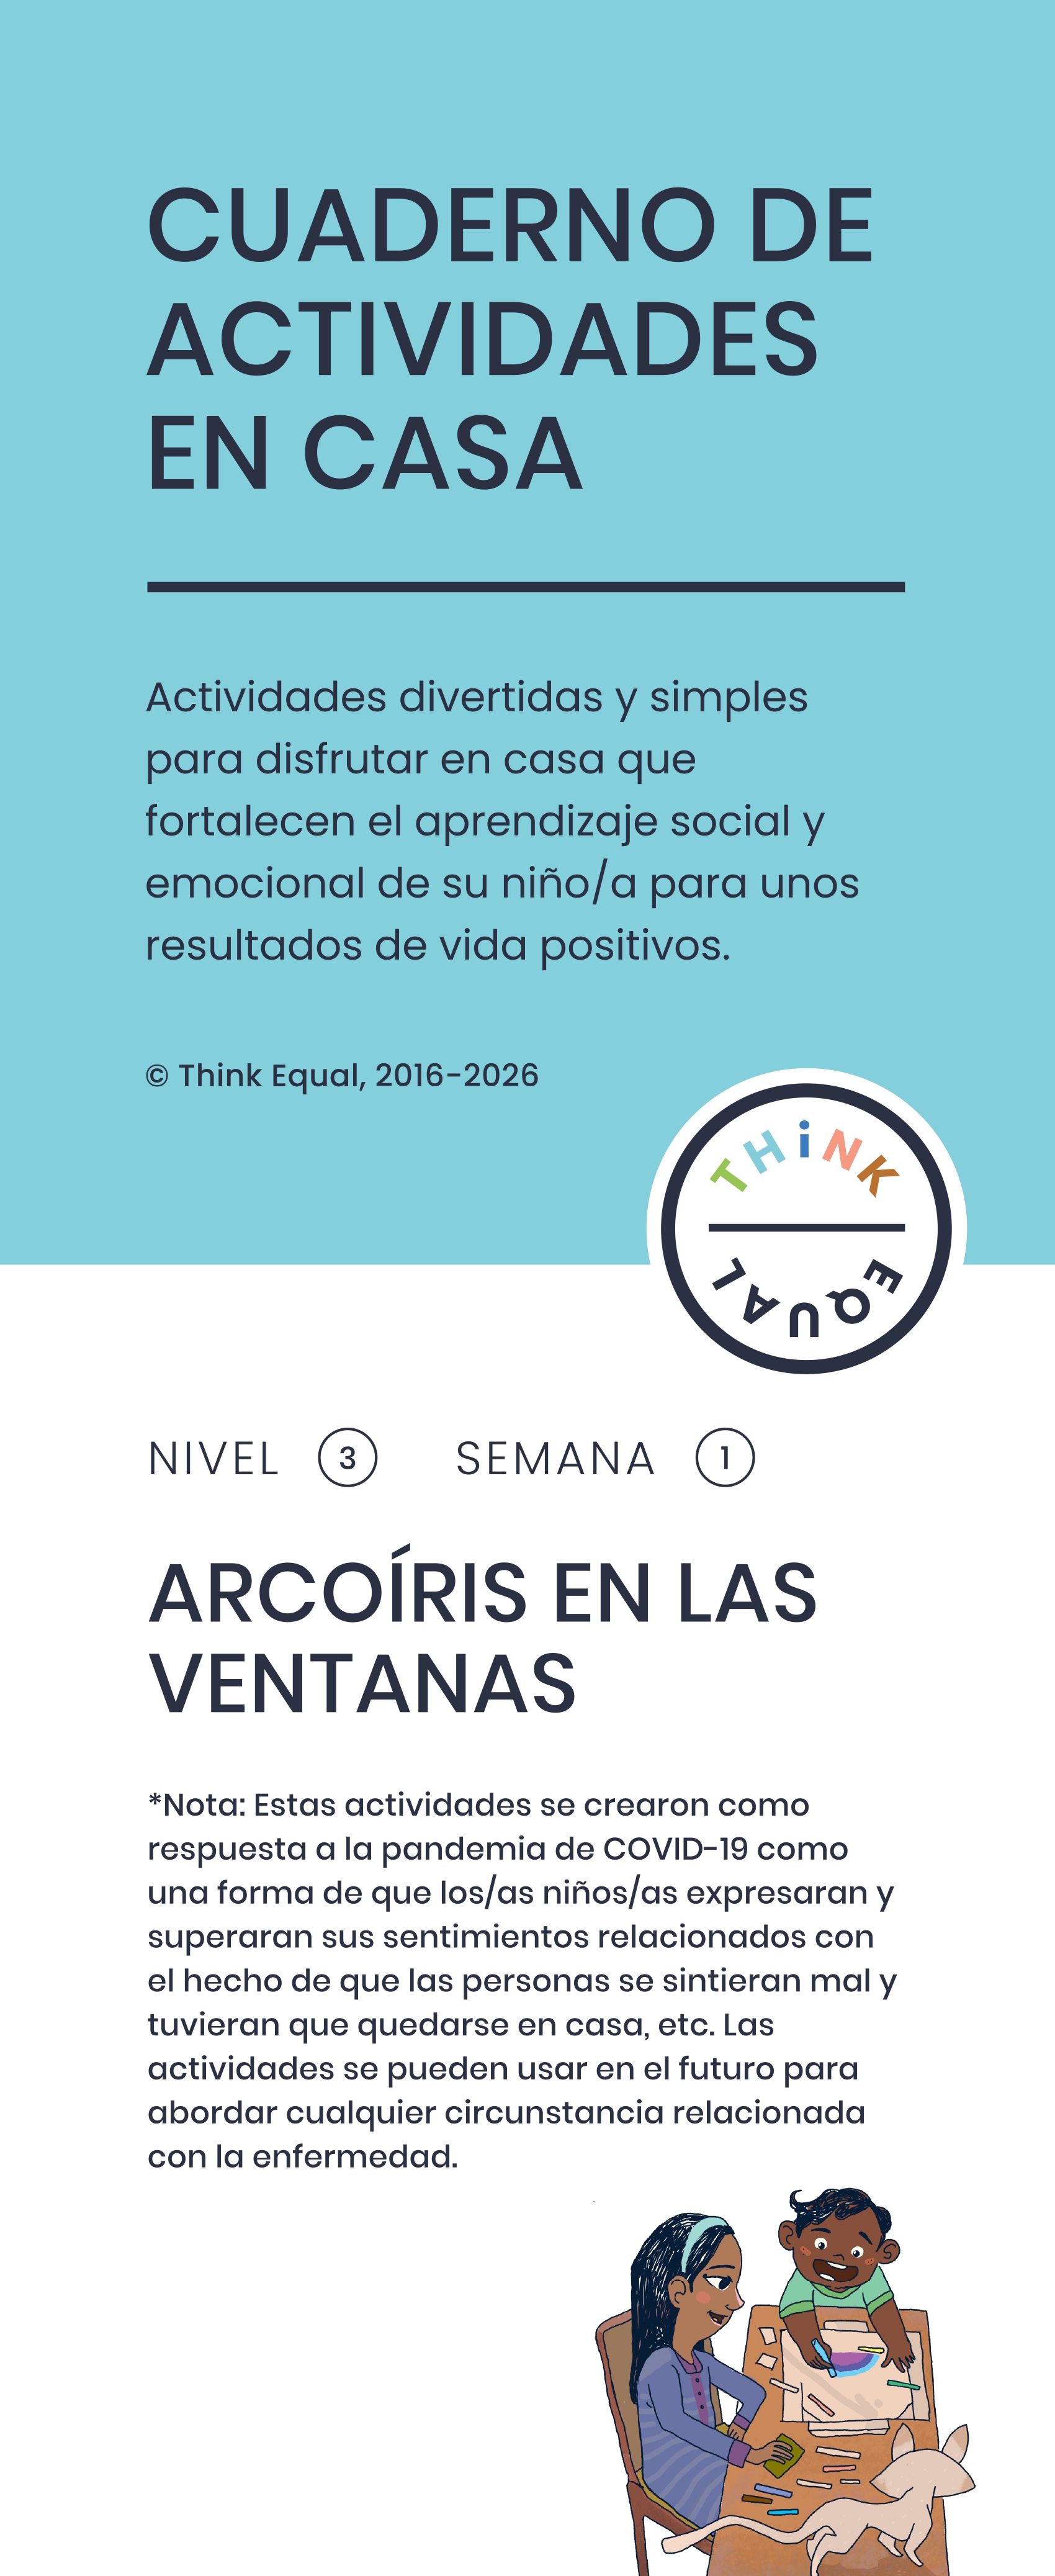 CUADERNO DE
ACTIVIDADES
EN CASA
Actividades divertidas y simples
para disfrutar en casa que
fortalecen el aprendizaje social y
emocional de su niño/a para unos
resultados de vida positivos.
© Think Equal, 2016-2026
THiNK
EQUAL
NIVEL 3 SEMANA 1
ARCOÍRIS EN LAS
VENTANAS
*Nota: Estas actividades se crearon como
respuesta a la pandemia de COVID-19 como
una forma de que los/as niños/as expresaran y
superaran sus sentimientos relacionados con
el hecho de que las personas se sintieran mal y
tuvieran que quedarse en casa, etc. Las
actividades se pueden usar en el futuro para
abordar cualquier circunstancia relacionada
con la enfermedad.